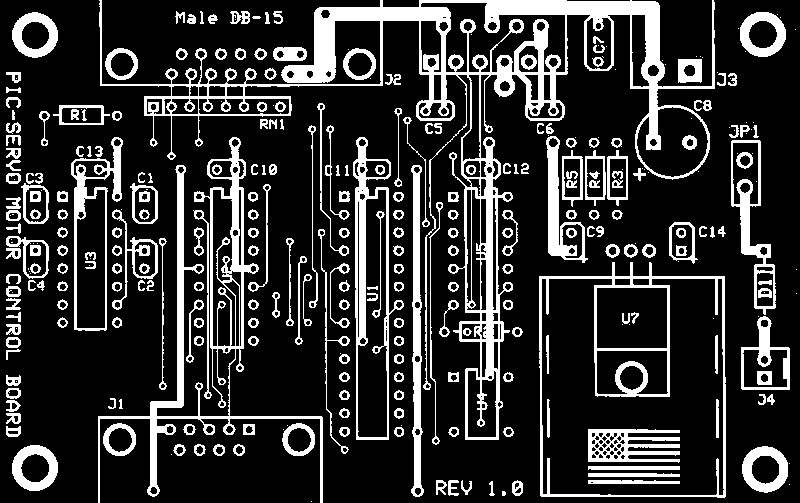 Male DB-15
J2
J3
C7
C8
R1
RN1
C5
C6
JP1
C13
C10
C11
C12
C3
C1
R5
R4
R3
+
C9
C14
C4
C2
U3
U1
U5
D1
U7
J4
U4
J1
REV 1.0
PIC-SERVO MOTOR CONTROL BOARD